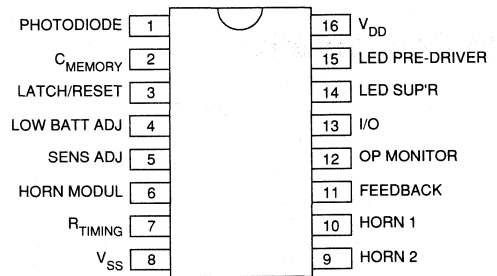 PHOTODIODE 1 16 VDD
CMEMORY 2 15 LED PRE-DRIVER
LATCH/RESET 3 14 LED SUP'R
LOW BATT ADJ 4 13 I/O
SENS ADJ 5 12 OP MONITOR
HORN MODUL 6 11 FEEDBACK
RTIMING 7 10 HORN 1
VSS 8 9 HORN 2